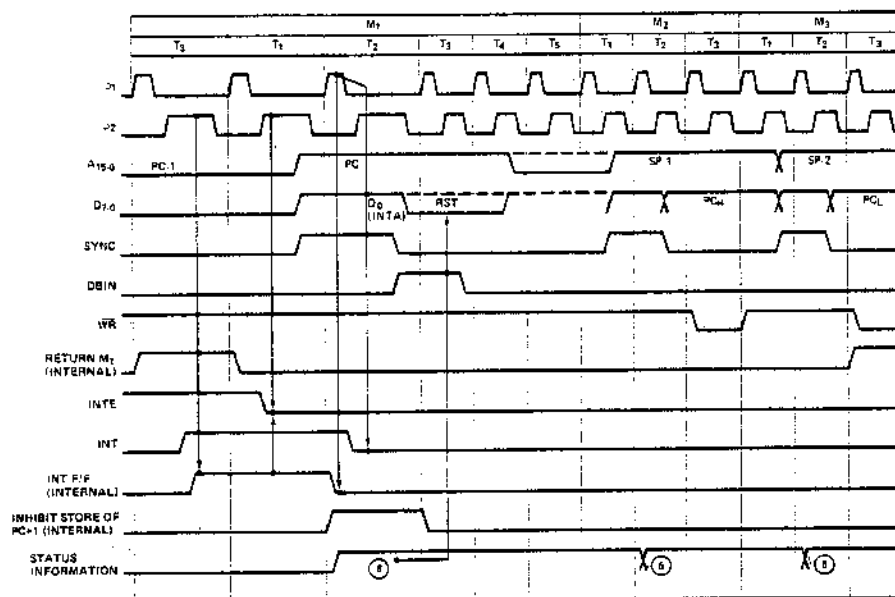 M1 M2 M3
T3 T1 T2 T3 T4 T5 T1 T2 T3 T1 T2 T3
A15-0 PC-1 PC SP-1 SP-2
D7-0 D0 (INTA) RST PCH PCL
SYNC
DBIN
WR
RETURN M1
(INTERNAL)
INTE
INT
INT F/F
(INTERNAL)
INHIBIT STORE OF
PC+1 (INTERNAL)
STATUS
INFORMATION